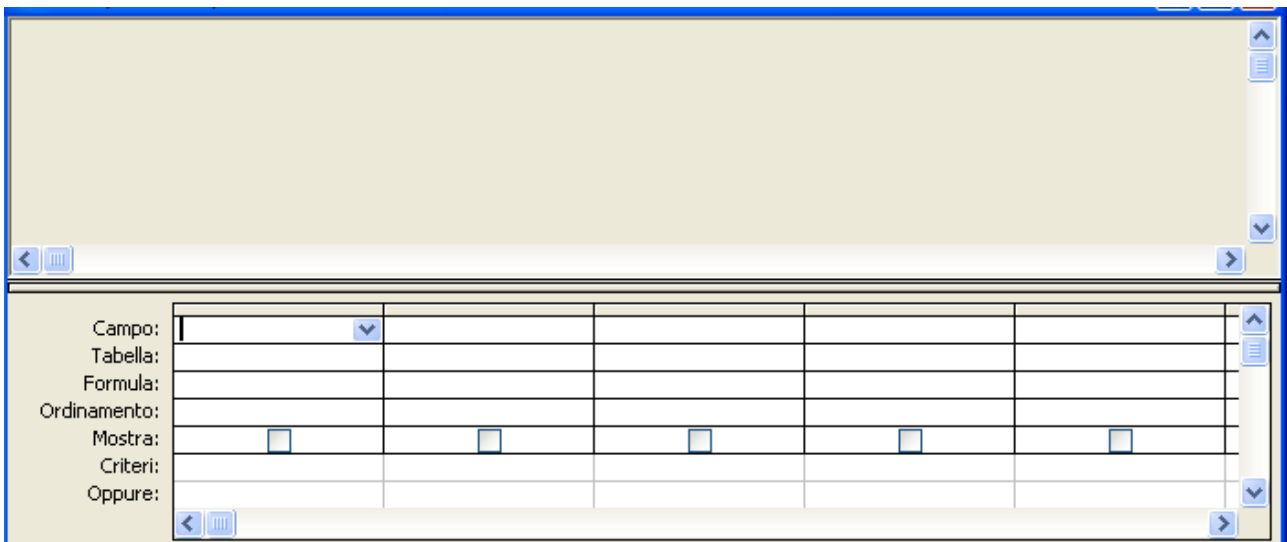 Campo:
Tabella:
Formula:
Ordinamento:
Mostra:
Criteri:
Oppure: